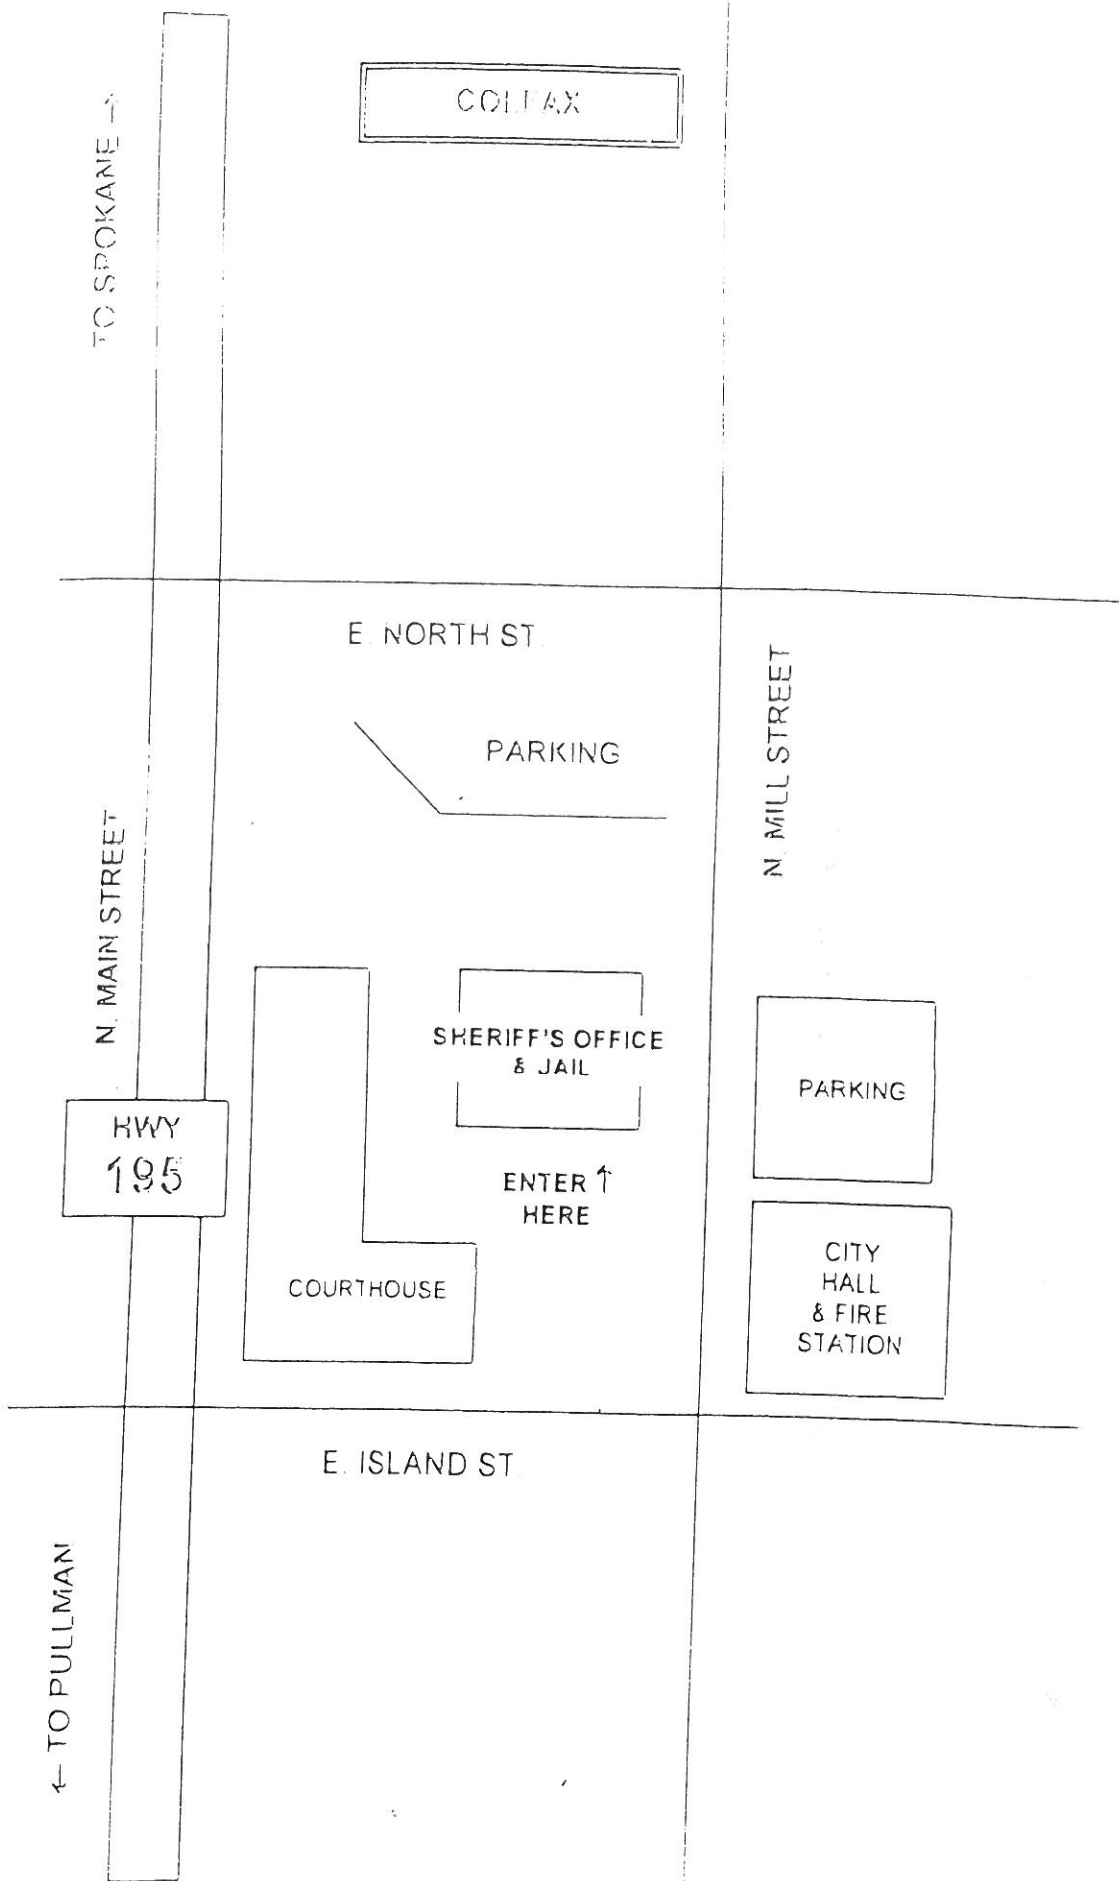 COLFAX
TO SPOKANE →
E. NORTH ST.
PARKING
N. MILL STREET
N. MAIN STREET
SHERIFF'S OFFICE
& JAIL
PARKING
HWY
195
ENTER ↑
HERE
CITY
HALL
& FIRE
STATION
COURTHOUSE
E. ISLAND ST.
← TO PULLMAN